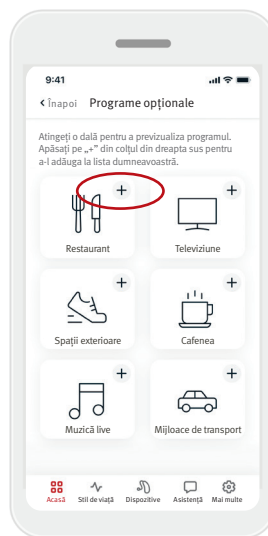 9:41
Înapoi Programe opționale
Atingeți o dală pentru a previzualiza programul.
Apăsați pe „+” din colțul din dreapta sus pentru
a-l adăuga la lista dumneavoastră.
+ +
Restaurant Televiziune
+ +
Spații exterioare Cafenea
+ +
Muzică live Mijloace de transport
Acasă Stil de viață Dispozitive Asistență Mai multe